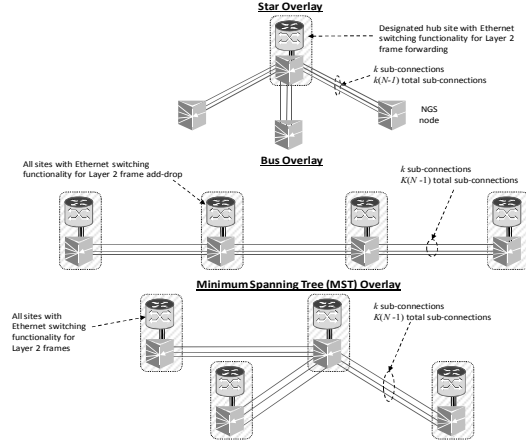 Star Overlay
Designated hub site with Ethernet
switching functionality for Layer 2
frame forwarding
k sub-connections
k(N-1) total sub-connections
NGS
node
Bus Overlay
All sites with Ethernet switching
functionality for Layer 2 frame add-drop
k sub-connections
K(N -1) total sub-connections
Minimum Spanning Tree (MST) Overlay
All sites with
Ethernet switching
functionality for
Layer 2 frames
k sub-connections
K(N -1) total sub-connections